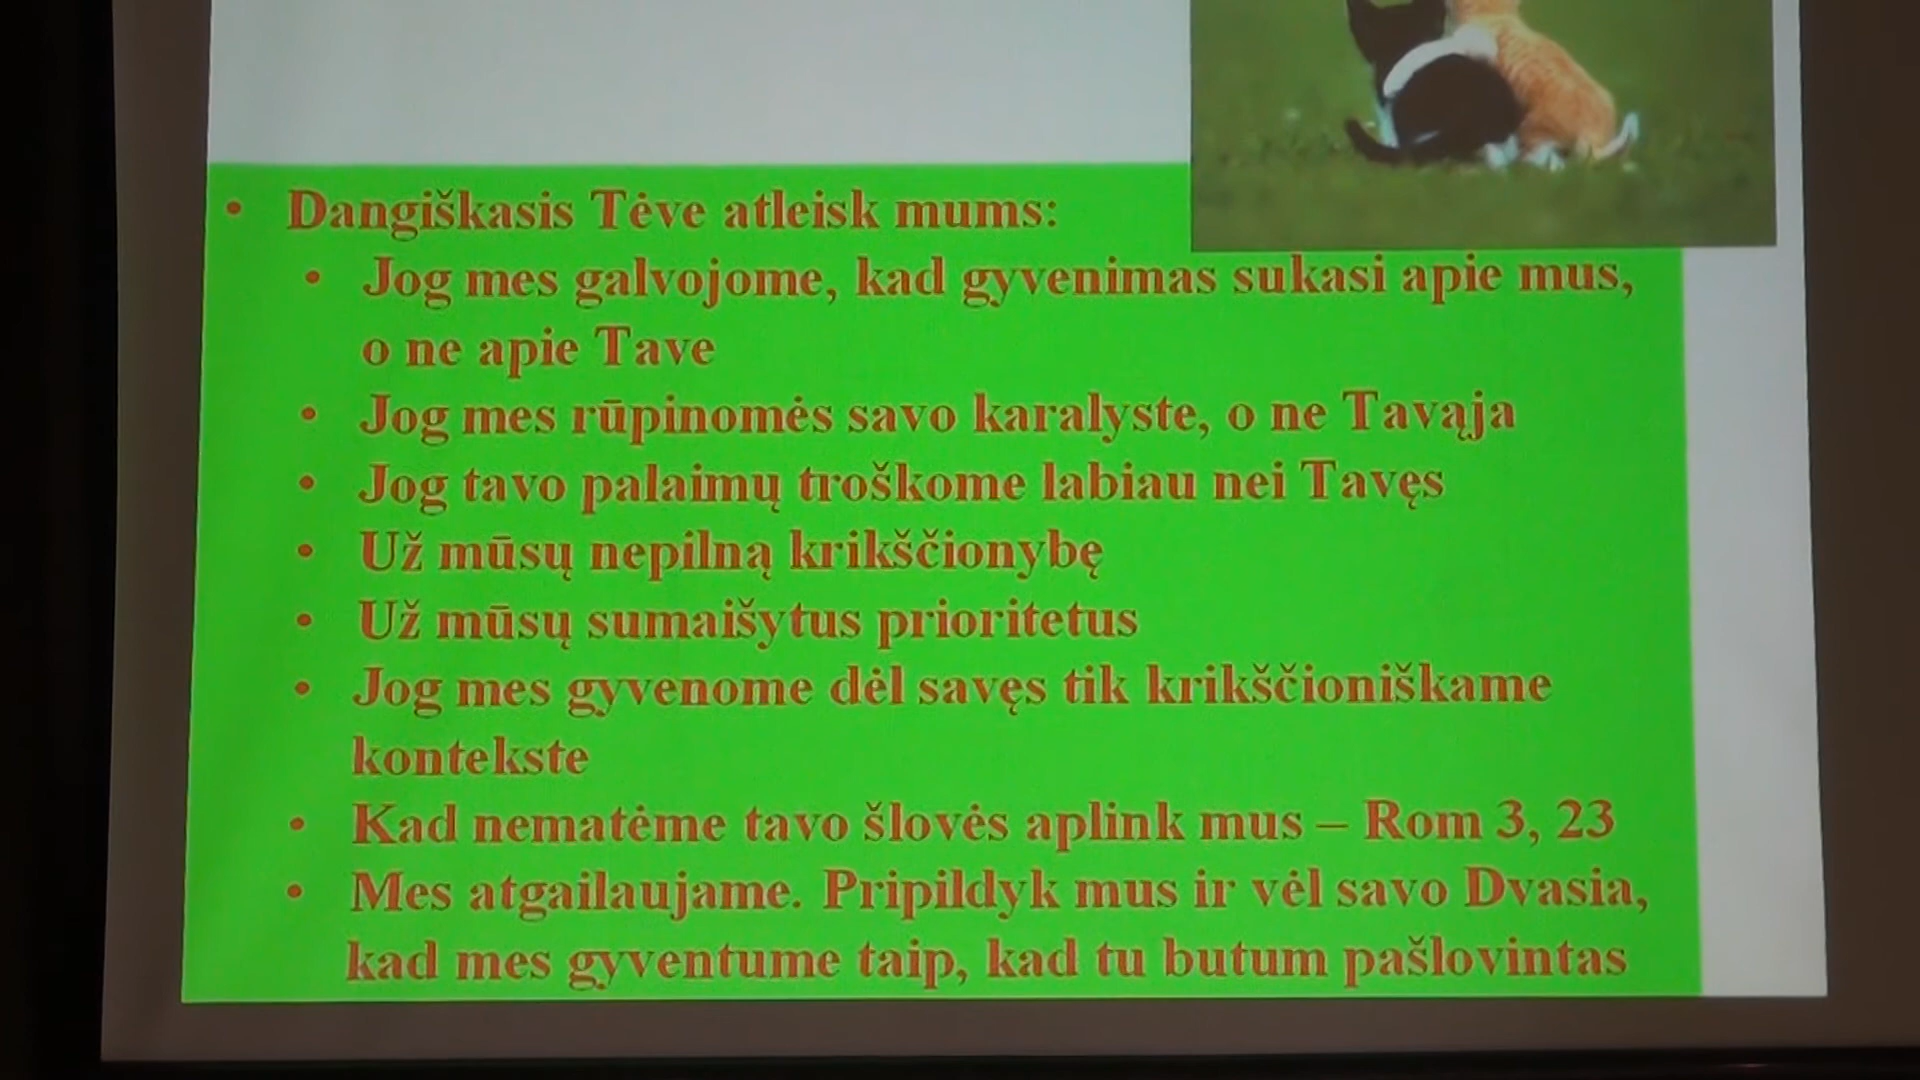 • Dangiškasis Tėve atleisk mums:
• Jog mes galvojome, kad gyvenimas sukasi apie mus,
o ne apie Tave
• Jog mes rūpinomės savo karalyste, o ne Tavąja
• Jog tavo palaimų troškome labiau nei Tavęs
• Už mūsų nepilną krikščionybę
• Už mūsų sumaišytus prioritetus
• Jog mes gyvenome dėl savęs tik krikščioniškame
kontekste
• Kad nematėme tavo šlovės aplink mus – Rom 3, 23
• Mes atgailaujame. Pripildyk mus ir vėl savo Dvasia,
kad mes gyventume taip, kad tu butum pašlovintas